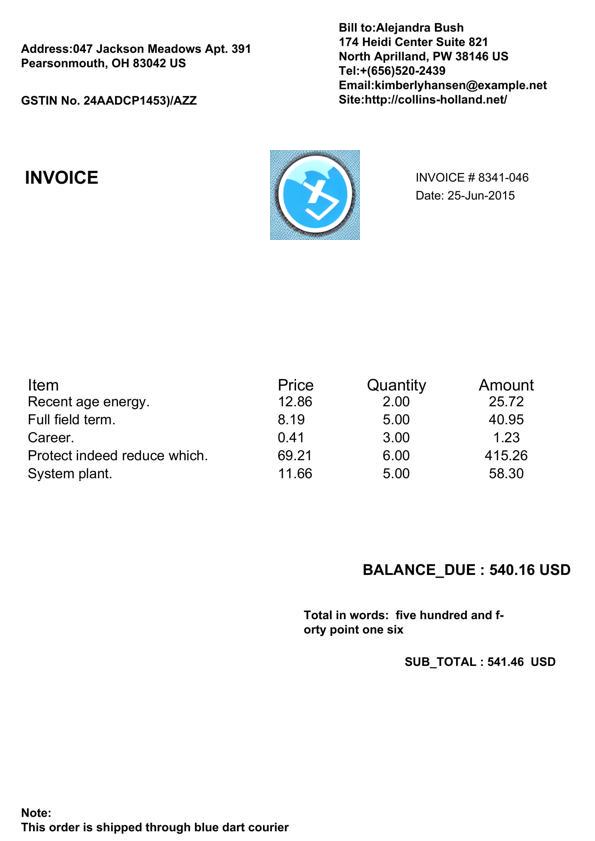 Address:047 Jackson Meadows Apt. 391
Pearsonmouth, OH 83042 US
GSTIN No. 24AADCP1453)/AZZ
Bill to:Alejandra Bush
174 Heidi Center Suite 821
North Aprilland, PW 38146 US
Tel:+(656)520-2439
Email:kimberlyhansen@example.net
Site:http://collins-holland.net/
INVOICE
INVOICE # 8341-046
Date: 25-Jun-2015
Item Price Quantity Amount
Recent age energy. 12.86 2.00 25.72
Full field term. 8.19 5.00 40.95
Career. 0.41 3.00 1.23
Protect indeed reduce which. 69.21 6.00 415.26
System plant. 11.66 5.00 58.30
BALANCE_DUE : 540.16 USD
Total in words: five hundred and f-
orty point one six
SUB_TOTAL : 541.46 USD
Note:
This order is shipped through blue dart courier